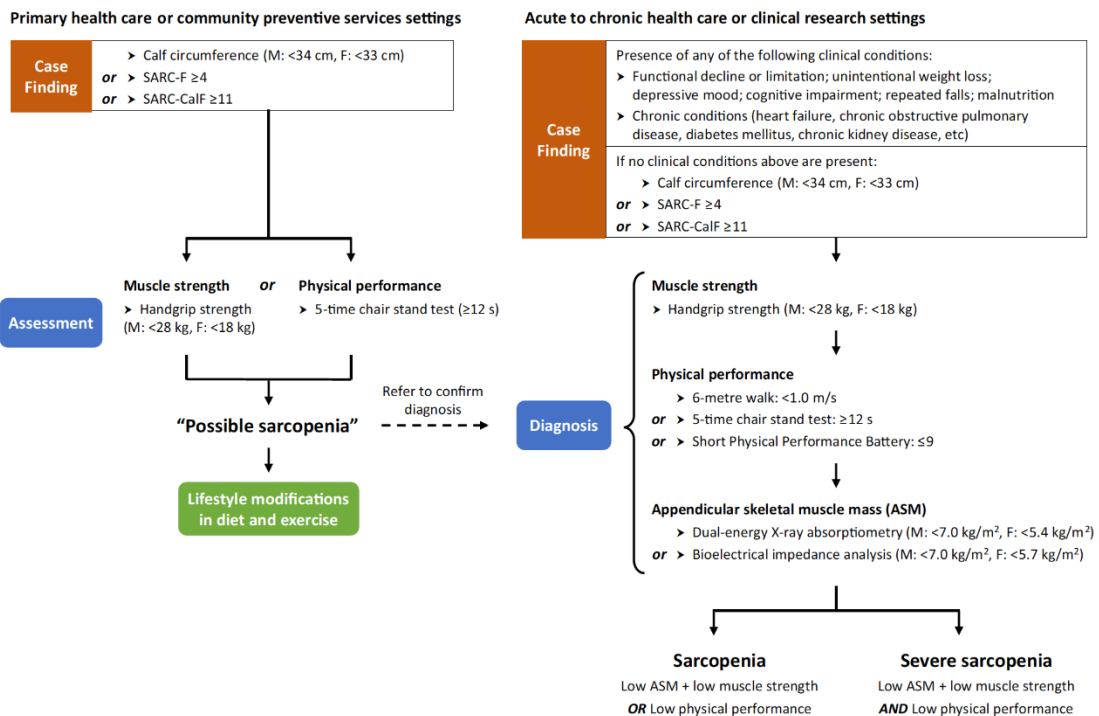 Primary health care or community preventive services settings
Case
Finding
➤ Calf circumference (M: <34 cm, F: <33 cm)
or ➤ SARC-F ≥4
or ➤ SARC-CalF ≥11
Assessment
Muscle strength or Physical performance
➤ Handgrip strength
(M: <28 kg, F: <18 kg)
➤ 5-time chair stand test (≥12 s)
"Possible sarcopenia"
Refer to confirm
diagnosis
Lifestyle modifications
in diet and exercise
Acute to chronic health care or clinical research settings
Case
Finding
Presence of any of the following clinical conditions:
➤ Functional decline or limitation; unintentional weight loss;
depressive mood; cognitive impairment; repeated falls; malnutrition
➤ Chronic conditions (heart failure, chronic obstructive pulmonary
disease, diabetes mellitus, chronic kidney disease, etc)
If no clinical conditions above are present:
➤ Calf circumference (M: <34 cm, F: <33 cm)
or ➤ SARC-F ≥4
or ➤ SARC-CalF ≥11
Diagnosis
Muscle strength
➤ Handgrip strength (M: <28 kg, F: <18 kg)
Physical performance
➤ 6-metre walk: <1.0 m/s
or ➤ 5-time chair stand test: ≥12 s
or ➤ Short Physical Performance Battery: ≤9
Appendicular skeletal muscle mass (ASM)
➤ Dual-energy X-ray absorptiometry (M: <7.0 kg/m², F: <5.4 kg/m²)
or ➤ Bioelectrical impedance analysis (M: <7.0 kg/m², F: <5.7 kg/m²)
Sarcopenia
Low ASM + low muscle strength
OR Low physical performance
Severe sarcopenia
Low ASM + low muscle strength
AND Low physical performance